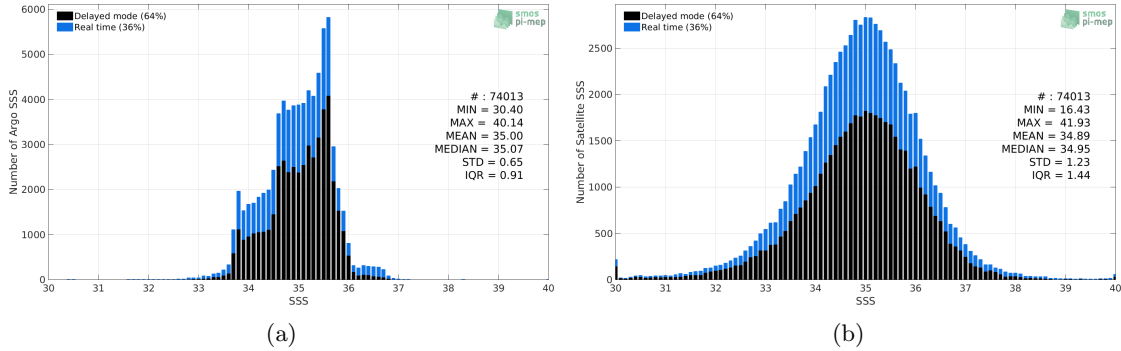 Delayed mode (64%)
Real time (36%)
smos
pi-mep
6000
5000
4000
3000
2000
1000
0
Number of Argo SSS
# : 74013
MIN = 30.40
MAX = 40.14
MEAN = 35.00
MEDIAN = 35.07
STD = 0.65
IQR = 0.91
30 31 32 33 34 35 36 37 38 39 40
SSS
(a)
Delayed mode (64%)
Real time (36%)
smos
pi-mep
2500
2000
1500
1000
500
0
Number of Satellite SSS
# : 74013
MIN = 16.43
MAX = 41.93
MEAN = 34.89
MEDIAN = 34.95
STD = 1.23
IQR = 1.44
30 31 32 33 34 35 36 37 38 39 40
SSS
(b)